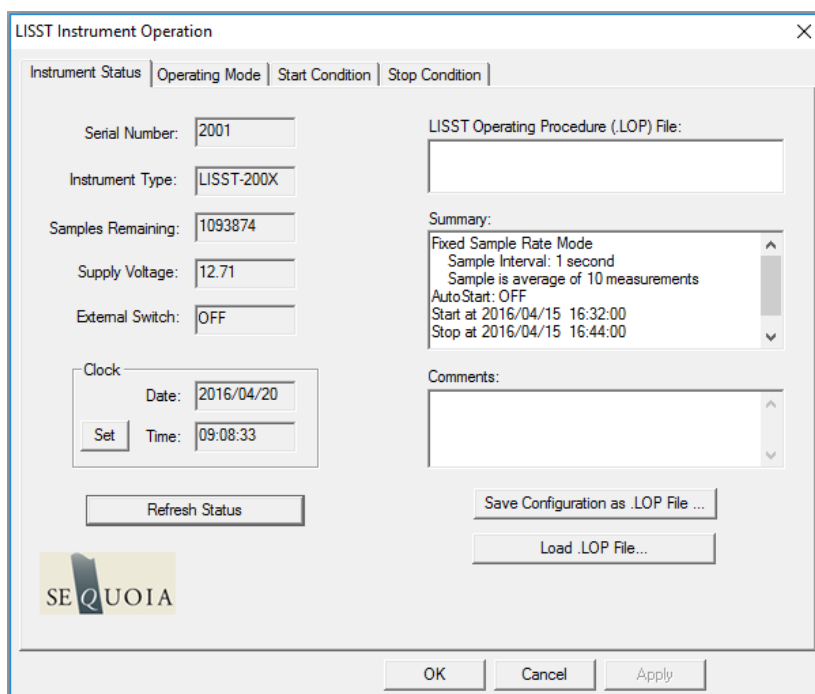 LISST Instrument Operation
Instrument Status
Operating Mode
Start Condition
Stop Condition
Serial Number: 2001
Instrument Type: LISST-200X
Samples Remaining: 1093874
Supply Voltage: 12.71
External Switch: OFF
Clock
Date: 2016/04/20
Set
Time: 09:08:33
Refresh Status
SEQUOIA
LISST Operating Procedure (.LOP) File:
Summary:
Fixed Sample Rate Mode
Sample Interval: 1 second
Sample is average of 10 measurements
AutoStart: OFF
Start at 2016/04/15 16:32:00
Stop at 2016/04/15 16:44:00
Comments:
Save Configuration as .LOP File ...
Load .LOP File...
OK
Cancel
Apply